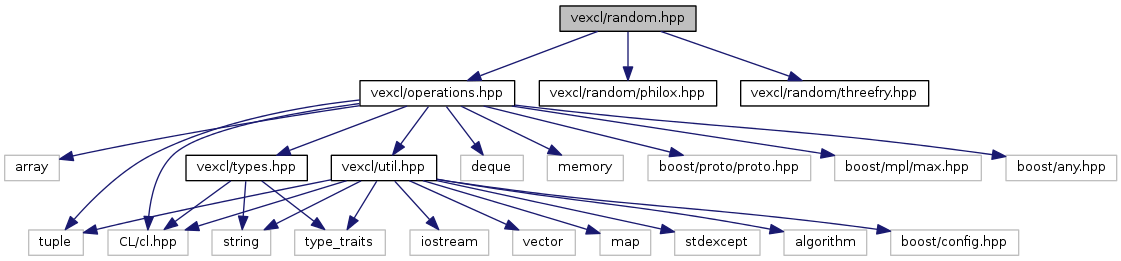 vexcl/random.hpp
vexcl/operations.hpp
vexcl/random/philox.hpp
vexcl/random/threefry.hpp
array
vexcl/types.hpp
vexcl/util.hpp
deque
memory
boost/proto/proto.hpp
boost/mpl/max.hpp
boost/any.hpp
tuple
CL/cl.hpp
string
type_traits
iostream
vector
map
stdexcept
algorithm
boost/config.hpp